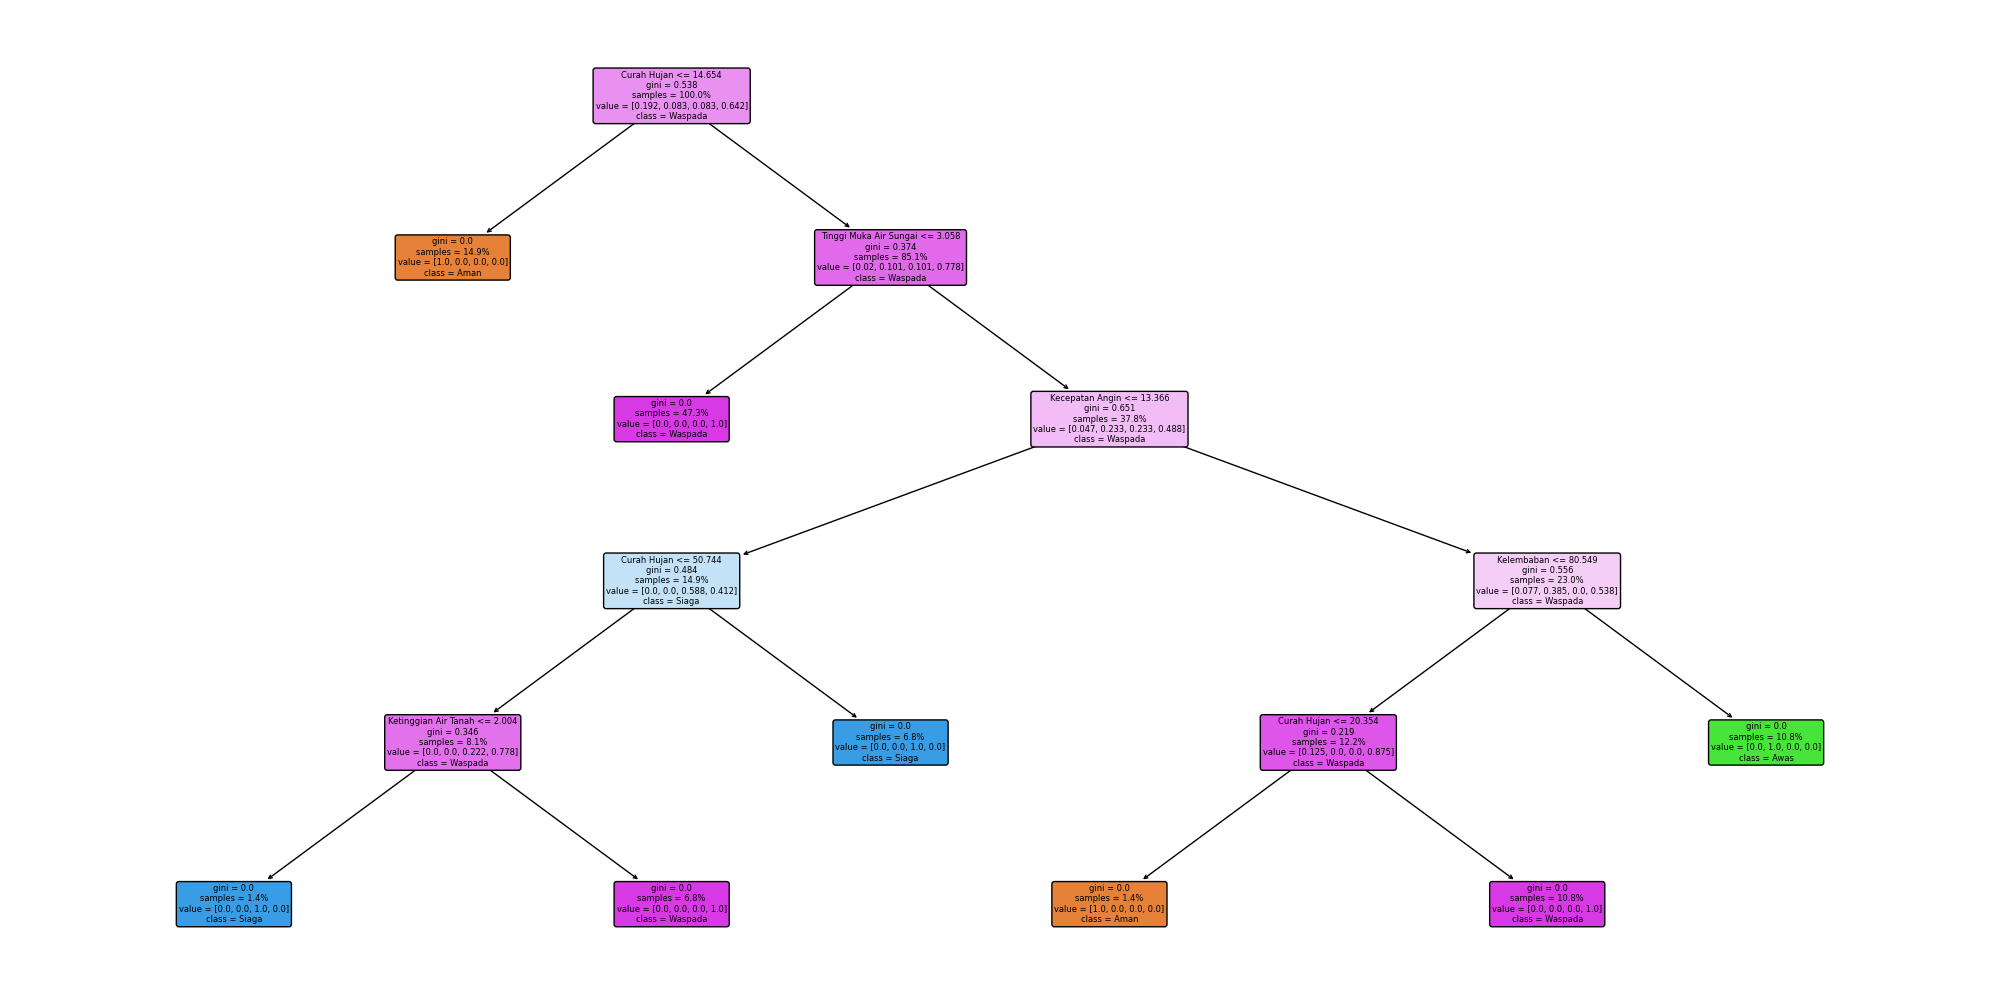 Curah Hujan <= 14.654
gini = 0.538
samples = 100.0%
value = [0.192, 0.083, 0.083, 0.642]
class = Waspada
gini = 0.0
samples = 14.9%
value = [1.0, 0.0, 0.0, 0.0]
class = Aman
Tinggi Muka Air Sungai <= 3.058
gini = 0.374
samples = 85.1%
value = [0.02, 0.101, 0.101, 0.778]
class = Waspada
gini = 0.0
samples = 47.3%
value = [0.0, 0.0, 0.0, 1.0]
class = Waspada
Kecepatan Angin <= 13.366
gini = 0.651
samples = 37.8%
value = [0.047, 0.233, 0.233, 0.488]
class = Waspada
Curah Hujan <= 50.744
gini = 0.484
samples = 14.9%
value = [0.0, 0.0, 0.588, 0.412]
class = Siaga
Kelembaban <= 80.549
gini = 0.556
samples = 23.0%
value = [0.077, 0.385, 0.0, 0.538]
class = Waspada
Ketinggian Air Tanah <= 2.004
gini = 0.346
samples = 8.1%
value = [0.0, 0.0, 0.222, 0.778]
class = Waspada
gini = 0.0
samples = 6.8%
value = [0.0, 0.0, 1.0, 0.0]
class = Siaga
Curah Hujan <= 20.354
gini = 0.219
samples = 12.2%
value = [0.125, 0.0, 0.0, 0.875]
class = Waspada
gini = 0.0
samples = 10.8%
value = [0.0, 1.0, 0.0, 0.0]
class = Awas
gini = 0.0
samples = 1.4%
value = [0.0, 0.0, 1.0, 0.0]
class = Siaga
gini = 0.0
samples = 6.8%
value = [0.0, 0.0, 0.0, 1.0]
class = Waspada
gini = 0.0
samples = 1.4%
value = [1.0, 0.0, 0.0, 0.0]
class = Aman
gini = 0.0
samples = 10.8%
value = [0.0, 0.0, 0.0, 1.0]
class = Waspada